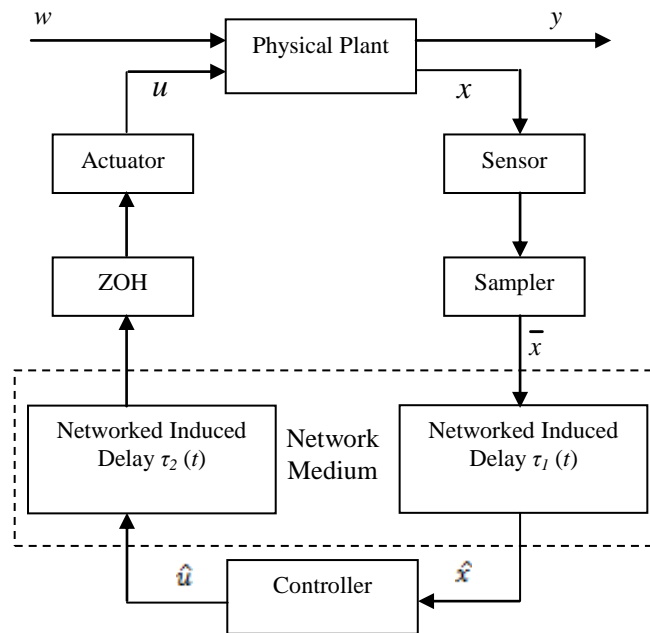 w
Physical Plant
y
u
x
Actuator
Sensor
ZOH
Sampler
x̄
Networked Induced
Delay τ₂ (t)
Network
Medium
Networked Induced
Delay τ₁ (t)
û
Controller
x̂